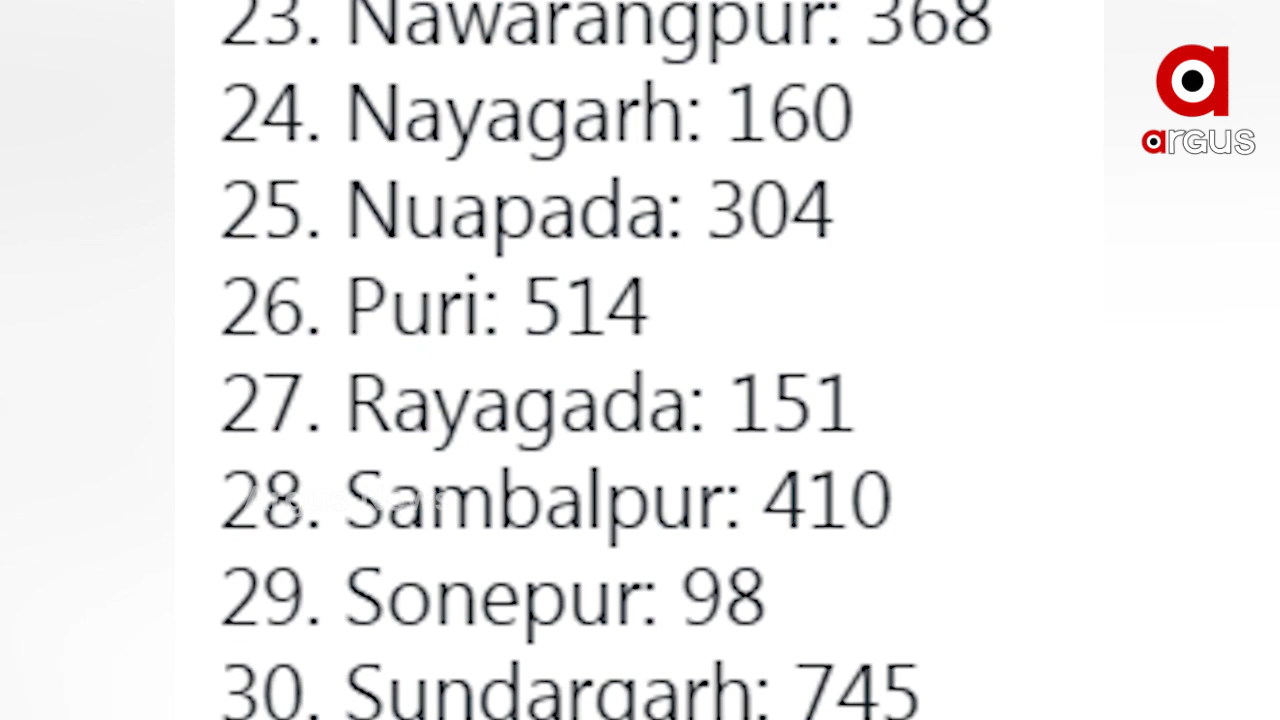 23. Nawarangpur: 368
24. Nayagarh: 160
25. Nuapada: 304
26. Puri: 514
27. Rayagada: 151
28. Sambalpur: 410
29. Sonepur: 98
30. Sundargarh: 745
argus